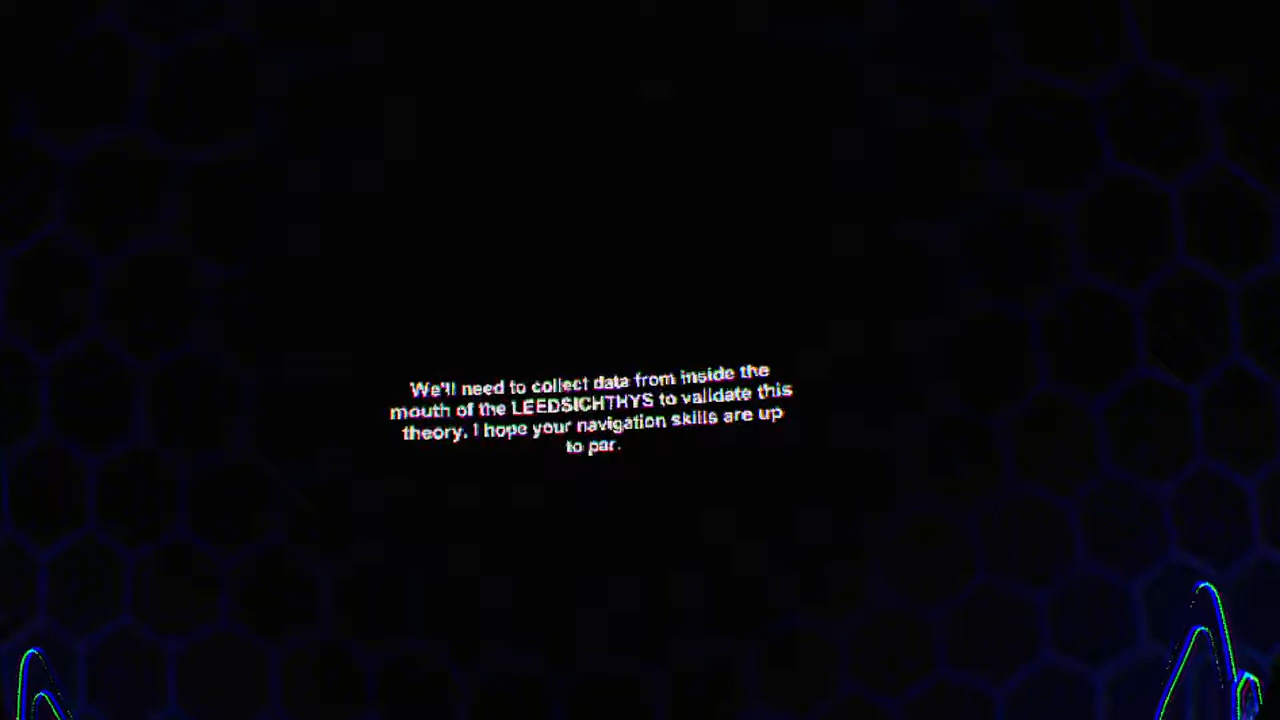 We'll need to collect data from inside the
mouth of the LEEDSICHTHYS to validate this
theory. I hope your navigation skills are up
to par.